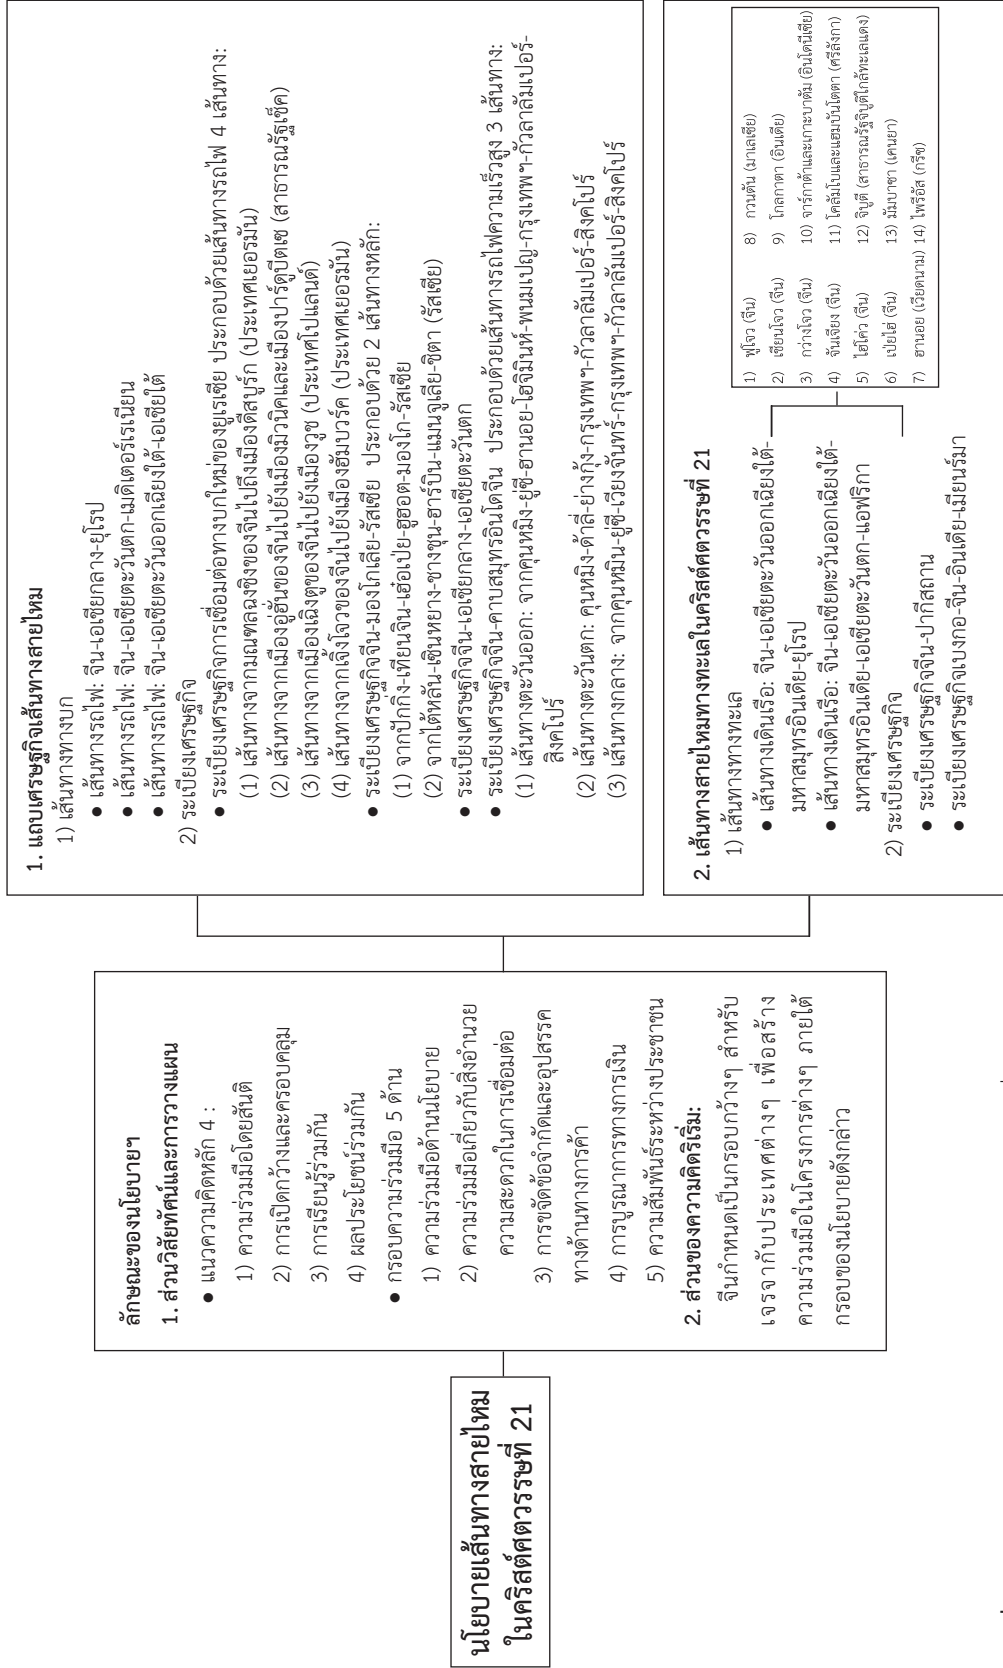 นโยบายเส้นทางสายไหม
ในคริสต์ศตวรรษที่ 21
ลักษณะของนโยบายฯ
1. ส่วนวิสัยทัศน์และการวางแผน
● แนวความคิดหลัก 4 :
1) ความร่วมมือโดยสันติ
2) การเปิดกว้างและครอบคลุม
3) การเรียนรู้ร่วมกัน
4) ผลประโยชน์ร่วมกัน
● กรอบความร่วมมือ 5 ด้าน
1) ความร่วมมือด้านนโยบาย
2) ความร่วมมือเกี่ยวกับสิ่งอำนวย
ความสะดวกในการเชื่อมต่อ
3) การขจัดข้อจำกัดและอุปสรรค
ทางด้านทางการค้า
4) การบูรณาการทางการเงิน
5) ความสัมพันธ์ระหว่างประชาชน
2. ส่วนของความคิดริเริ่ม:
จีนกำหนดเป็นกรอบกว้างๆ สำหรับ
เจรจากับประเทศต่างๆ เพื่อสร้าง
ความร่วมมือในโครงการต่างๆ ภายใต้
กรอบของนโยบายดังกล่าว
1. แถบเศรษฐกิจเส้นทางสายไหม
1) เส้นทางทางบก
● เส้นทางรถไฟ: จีน-เอเชียกลาง-ยุโรป
● เส้นทางรถไฟ: จีน-เอเชียตะวันตก-เมดิเตอร์เรเนียน
● เส้นทางรถไฟ: จีน-เอเชียตะวันออกเฉียงใต้-เอเชียใต้
2) ระเบียงเศรษฐกิจ
● ระเบียงเศรษฐกิจการเชื่อมต่อทางบกใหม่ของยูเรเซีย ประกอบด้วยเส้นทางรถไฟ 4 เส้นทาง:
(1) เส้นทางจากมณฑลฉงชิงของจีนไปถึงเมืองดีสบูร์ก (ประเทศเยอรมัน)
(2) เส้นทางจากเมืองอู่ฮั่นของจีนไปยังเมืองมิวนิคและเมืองปาร์ดูบีตเซ (สาธารณรัฐเช็ค)
(3) เส้นทางจากเมืองเฉิงตูของจีนไปยังเมืองวูช (ประเทศโปแลนด์)
(4) เส้นทางจากเจิ้งโจวของจีนไปยังเมืองฮัมบวร์ค (ประเทศเยอรมัน)
● ระเบียงเศรษฐกิจจีน-มองโกเลีย-รัสเซีย ประกอบด้วย 2 เส้นทางหลัก:
(1) จากปักกิง-เทียนจิน-เฮ๋อเป่ย-ฮูฮอต-มองโก-รัสเซีย
(2) จากไต้หลัน-เซินหยาง-ชางชุน-ฮาร์บิน-แมนจูเลีย-ชิตา (รัสเซีย)
● ระเบียงเศรษฐกิจจีน-เอเชียกลาง-เอเชียตะวันตก
● ระเบียงเศรษฐกิจจีน-คาบสมุทรอินโดจีน ประกอบด้วยเส้นทางรถไฟความเร็วสูง 3 เส้นทาง:
(1) เส้นทางตะวันออก: จากคุนหมิง-ยู่ซี-ฮานอย-โฮจิมินห์-พนมเปญ-กรุงเทพฯ-กัวลาลัมเปอร์-
สิงคโปร์
(2) เส้นทางตะวันตก: คุนหมิง-ด้าลี่-ย่างกุ้ง-กรุงเทพฯ-กัวลาลัมเปอร์-สิงคโปร์
(3) เส้นทางกลาง: จากคุนหมิน-ยู่ซี-เวียงจันทร์-กรุงเทพฯ-กัวลาลัมเปอร์-สิงคโปร์
2. เส้นทางสายไหมทางทะเลในคริสต์ศตวรรษที่ 21
1) เส้นทางทางทะเล
● เส้นทางเดินเรือ: จีน-เอเชียตะวันออกเฉียงใต้-
มหาสมุทรอินเดีย-ยุโรป
● เส้นทางเดินเรือ: จีน-เอเชียตะวันออกเฉียงใต้-
มหาสมุทรอินเดีย-เอเชียตะวันตก-แอฟริกา
2) ระเบียงเศรษฐกิจ
● ระเบียงเศรษฐกิจจีน-ปากีสถาน
● ระเบียงเศรษฐกิจเบงกอ-จีน-อินเดีย-เมียนร์มา
1) ฟูโจว (จีน)
2) เซียนโจว (จีน)
3) กว่างโจว (จีน)
4) จันเจียง (จีน)
5) ไฮโค่ว (จีน)
6) เป่ยไฮ่ (จีน)
7) ฮานอย (เวียตนาม)
8) กวนตัน (มาเลเซีย)
9) โกลกาตา (อินเดีย)
10) จาร์กาต้าและเกาะบาตัม (อินโดนีเซีย)
11) โคลัมโบและแฮมบันโตตา (ศรีลังกา)
12) จิบูตี (สาธารณรัฐจิบูตีใกล้ทะเลแดง)
13) มัมบาซา (เคนยา)
14) ไพรีอัส (กรีซ)